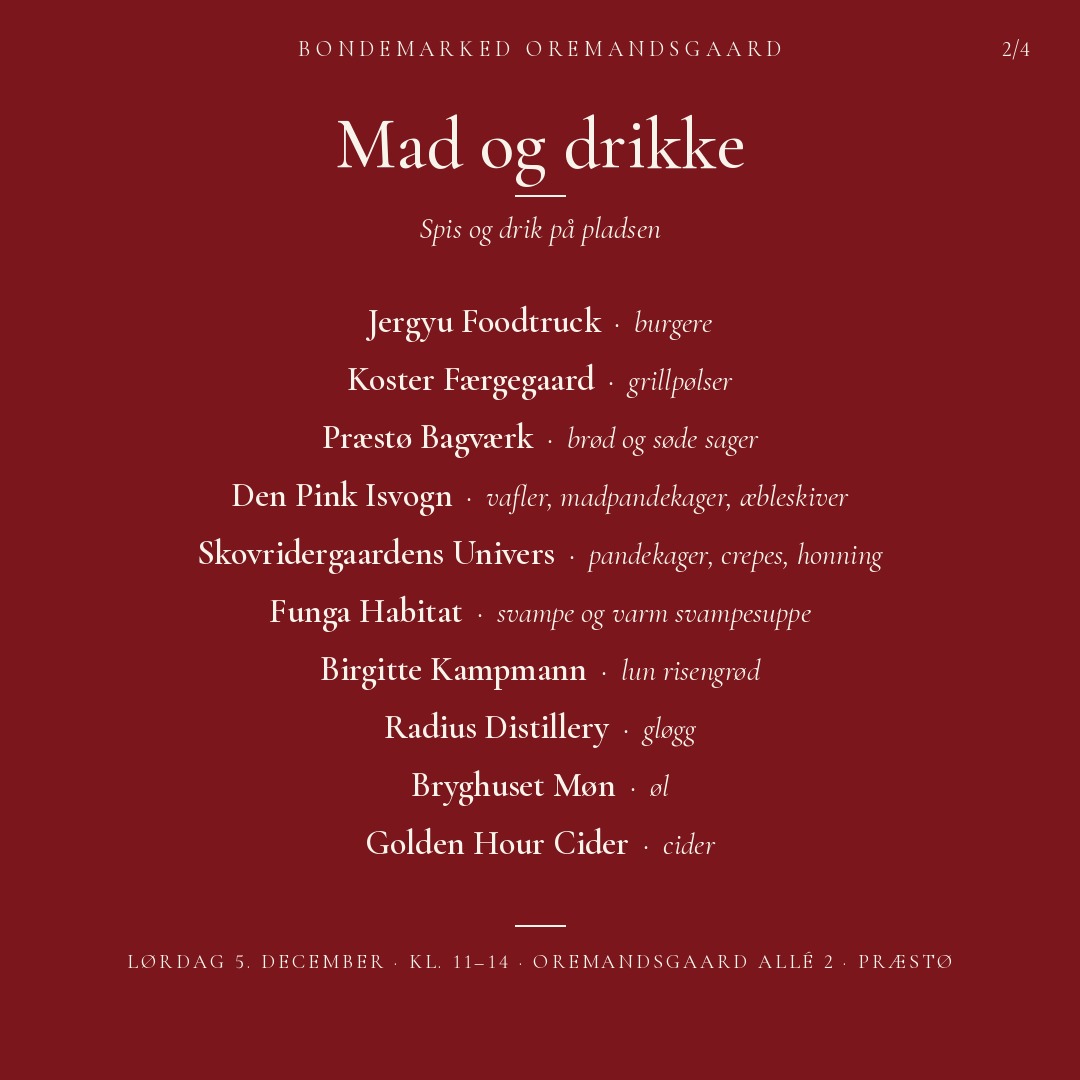 BONDEMARKED OREMANDSGAARD
2/4
Mad og drikke
Spis og drik på pladsen
Jergyu Foodtruck · burgere
Koster Færgegaard · grillpølser
Præstø Bagværk · brød og søde sager
Den Pink Isvogn · vafler, madpandekager, æbleskiver
Skovridergaardens Univers · pandekager, crepes, honning
Funga Habitat · svampe og varm svampesuppe
Birgitte Kampmann · lun risengrød
Radius Distillery · gløgg
Bryghuset Møn · øl
Golden Hour Cider · cider
LØRDAG 5. DECEMBER · KL. 11–14 · OREMANDSGAARD ALLÉ 2 · PRÆSTØ